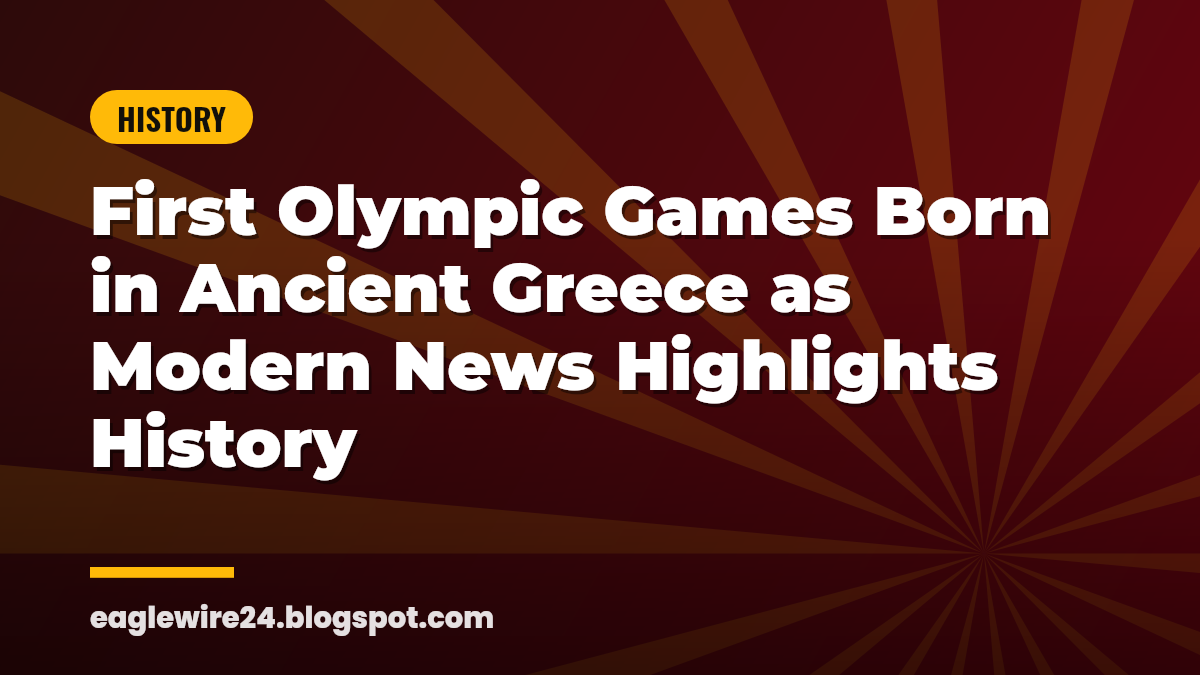 HISTORY
First Olympic Games Born
in Ancient Greece as
Modern News Highlights
History
eaglewire24.blogspot.com